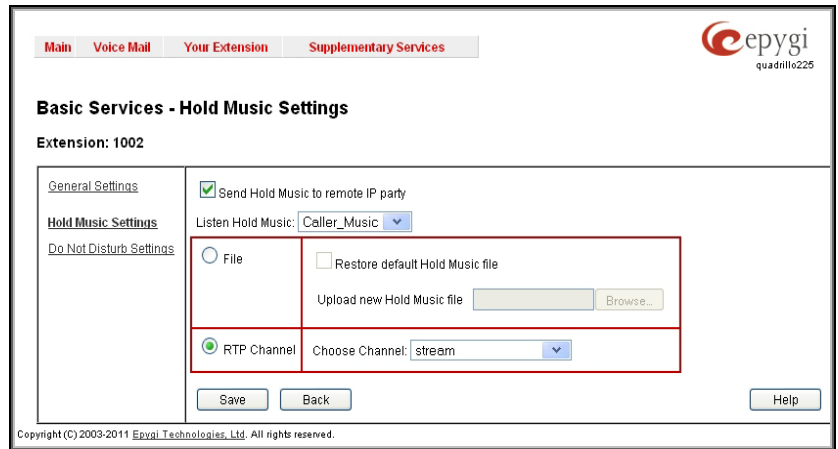 Main Voice Mail Your Extension Supplementary Services
epygi
quadrillo225
Basic Services - Hold Music Settings
Extension: 1002
General Settings
Hold Music Settings
Do Not Disturb Settings
Send Hold Music to remote IP party
Listen Hold Music: Caller_Music
File
Restore default Hold Music file
Upload new Hold Music file Browse...
RTP Channel Choose Channel: stream
Save Back Help
Copyright (C) 2003-2011 Epygi Technologies, Ltd. All rights reserved.